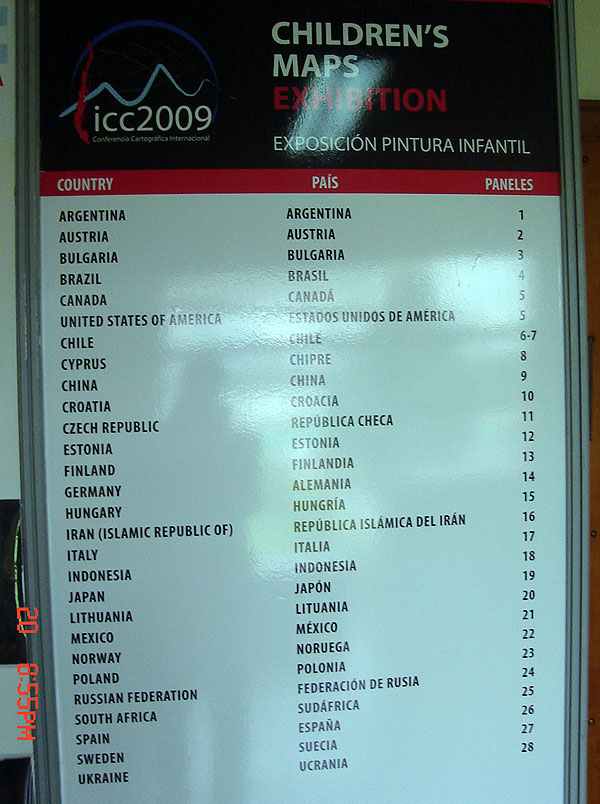 icc2009
Conferencia Cartográfica Internacional
CHILDREN'S
MAPS
EXHIBITION
EXPOSICIÓN PINTURA INFANTIL
COUNTRY PAÍS PANELES
ARGENTINA ARGENTINA 1
AUSTRIA AUSTRIA 2
BULGARIA BULGARIA 3
BRAZIL BRASIL 4
CANADA CANADÁ 5
UNITED STATES OF AMERICA ESTADOS UNIDOS DE AMÉRICA 5
CHILE CHILE 6-7
CYPRUS CHIPRE 8
CHINA CHINA 9
CROATIA CROACIA 10
CZECH REPUBLIC REPÚBLICA CHECA 11
ESTONIA ESTONIA 12
FINLAND FINLANDIA 13
GERMANY ALEMANIA 14
HUNGARY HUNGRÍA 15
IRAN (ISLAMIC REPUBLIC OF) REPÚBLICA ISLÁMICA DEL IRÁN 16
ITALY ITALIA 17
INDONESIA INDONESIA 18
JAPAN JAPÓN 19
LITHUANIA LITUANIA 20
MEXICO MÉXICO 21
NORWAY NORUEGA 22
POLAND POLONIA 23
RUSSIAN FEDERATION FEDERACIÓN DE RUSIA 24
SOUTH AFRICA SUDÁFRICA 25
SPAIN ESPAÑA 26
SWEDEN SUECIA 27
UKRAINE UCRANIA 28
20 8:55PM